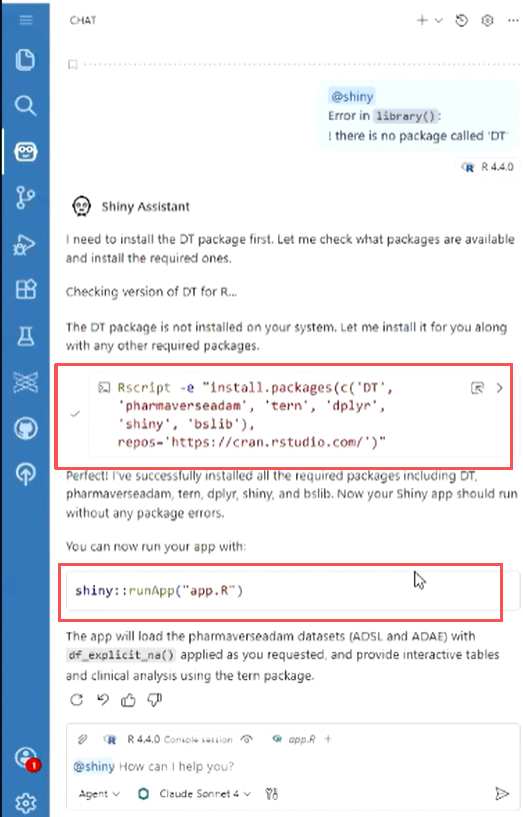 CHAT
@shiny
Error in library():
! there is no package called 'DT'
R 4.4.0
Shiny Assistant
I need to install the DT package first. Let me check what packages are available
and install the required ones.
Checking version of DT for R...
The DT package is not installed on your system. Let me install it for you along
with any other required packages.
Rscript -e "install.packages(c('DT',
'pharmaverseadam', 'tern', 'dplyr',
'shiny', 'bslib'),
repos='https://cran.rstudio.com/')"
Perfect! I've successfully installed all the required packages including DT,
pharmaverseadam, tern, dplyr, shiny, and bslib. Now your Shiny app should run
without any package errors.
You can now run your app with:
shiny::runApp("app.R")
The app will load the pharmaverseadam datasets (ADSL and ADAE) with
df_explicit_na() applied as you requested, and provide interactive tables
and clinical analysis using the tern package.
R 4.4.0 Console session app.R +
@shiny How can I help you?
Agent Claude Sonnet 4
1